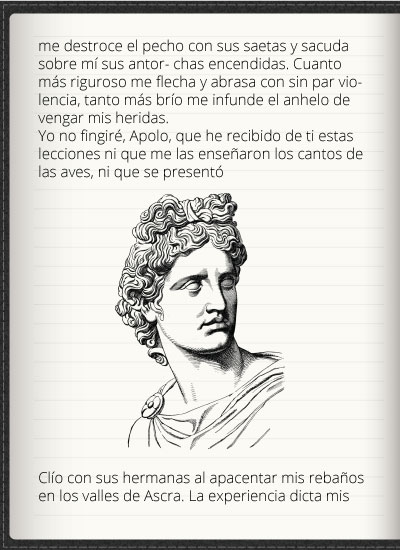 me destroce el pecho con sus saetas y sacuda
sobre mí sus antor- chas encendidas. Cuanto
más riguroso me flecha y abrasa con sin par vio-
lencia, tanto más brío me infunde el anhelo de
vengar mis heridas.
Yo no fingiré, Apolo, que he recibido de ti estas
lecciones ni que me las enseñaron los cantos de
las aves, ni que se presentó
Clío con sus hermanas al apacentar mis rebaños
en los valles de Ascra. La experiencia dicta mis